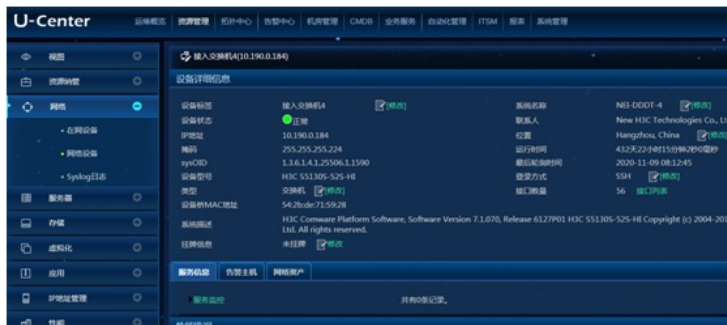 U-Center 运维概览 资源管理 拓扑中心 告警中心 机房管理 CMDB 业务服务 自动化管理 ITSM 报表 系统管理
视图
资源纳管
网络
在网设备
网络设备
Syslog日志
服务器
存储
虚拟化
应用
IP地址管理
性能
接入交换机4(10.190.0.184)
设备详细信息
设备标签 接入交换机4 [修改] 系统名称 NEI-DDDT-4 [修改]
设备状态 正常 联系人 New H3C Technologies Co., Lt
IP地址 10.190.0.184 位置 Hangzhou, China [修改]
掩码 255.255.255.224 运行时间 432天22小时15分钟2秒0毫秒
sysOID 1.3.6.1.4.1.25506.1.1590 最后轮询时间 2020-11-09 08:12:45
设备型号 H3C S5130S-52S-HI 登录方式 SSH [修改]
类型 交换机 [修改] 接口数量 56 接口列表
设备桥MAC地址 54:2b:de:71:59:28
系统描述 H3C Comware Platform Software, Software Version 7.1.070, Release 6127P01 H3C S5130S-52S-HI Copyright (c) 2004-201
Ltd. All rights reserved.
挂牌信息 未挂牌 修改
服务信息 告警主机 网络资产
服务监控 共有0条记录。